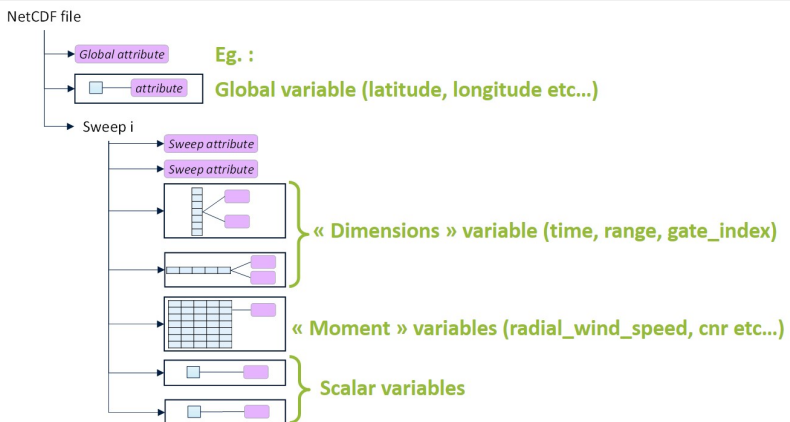 NetCDF file
Global attribute
Eg. :
attribute
Global variable (latitude, longitude etc…)
Sweep i
Sweep attribute
Sweep attribute
« Dimensions » variable (time, range, gate_index)
« Moment » variables (radial_wind_speed, cnr etc…)
Scalar variables